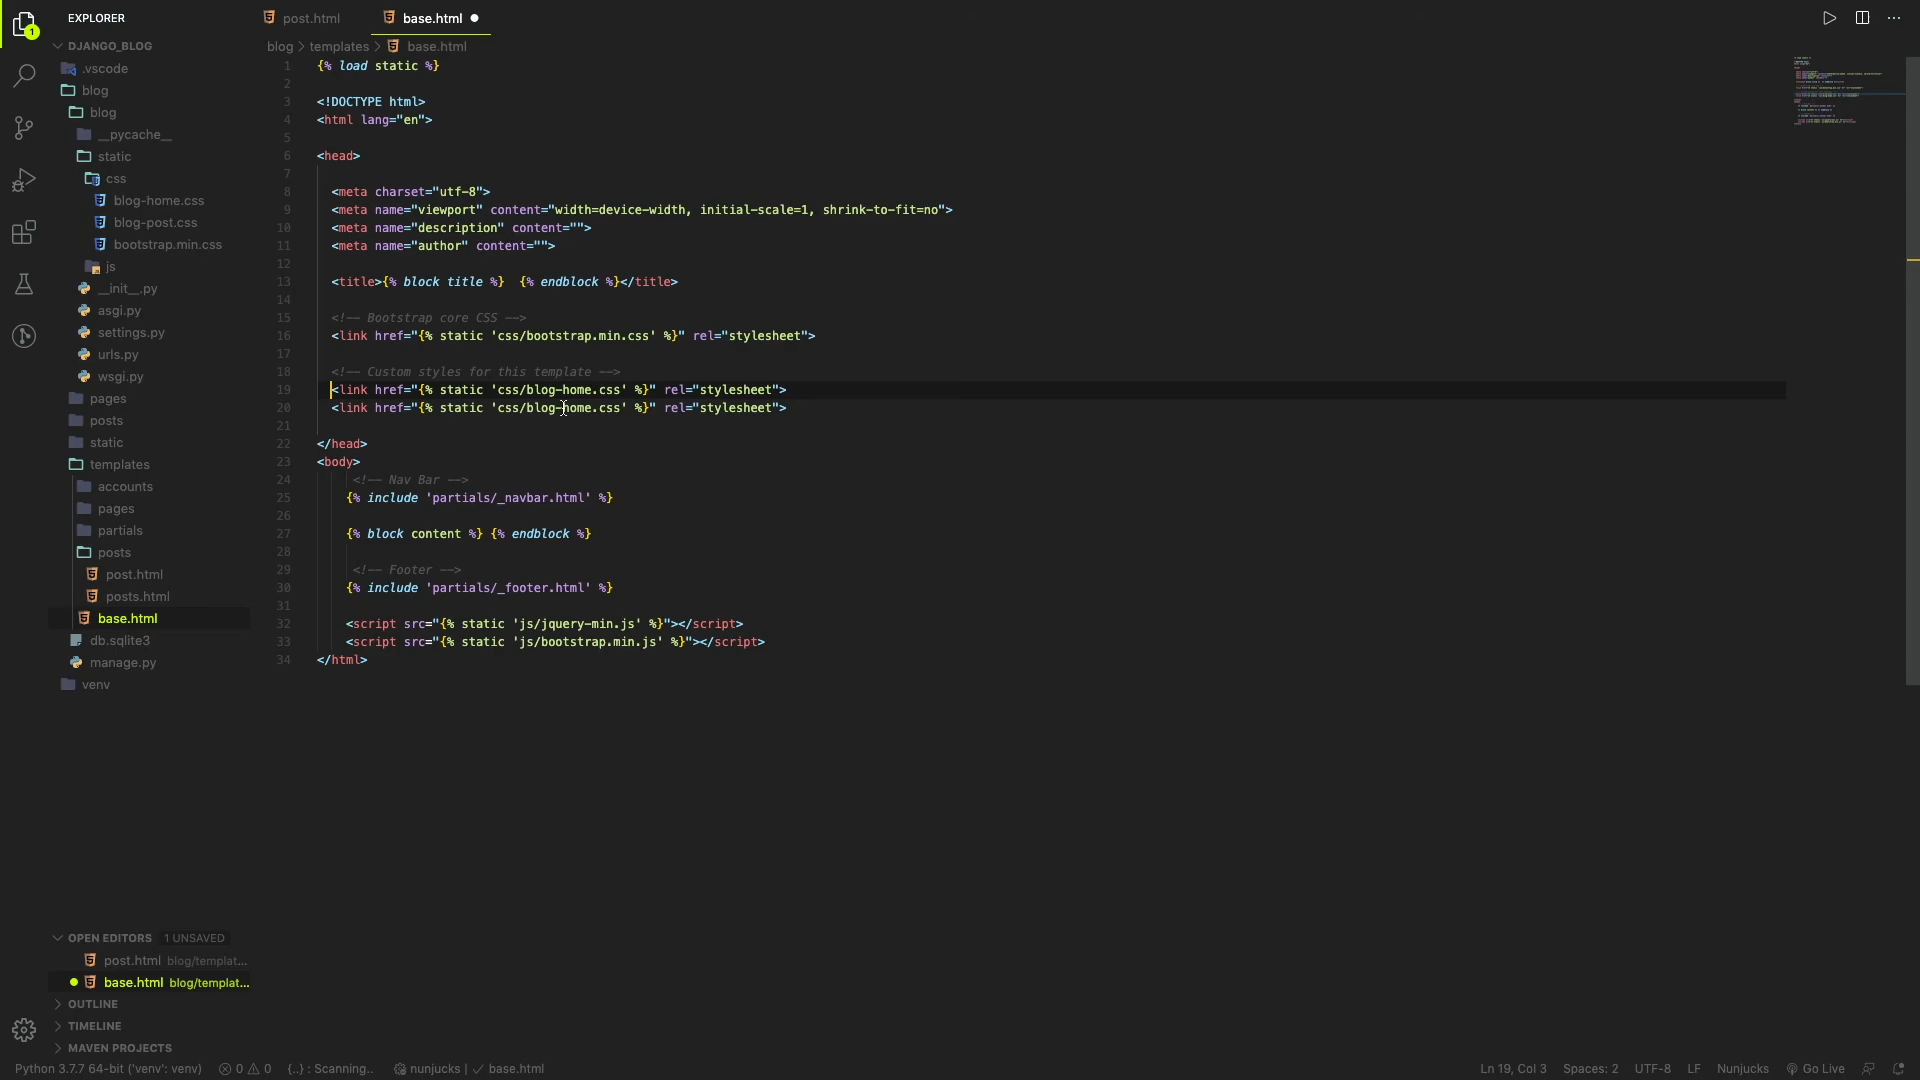 EXPLORER
1
DJANGO_BLOG
.vscode
blog
blog
__pycache__
static
css
blog-home.css
blog-post.css
bootstrap.min.css
js
__init__.py
asgi.py
settings.py
urls.py
wsgi.py
pages
posts
static
templates
accounts
pages
partials
posts
post.html
posts.html
base.html
db.sqlite3
manage.py
venv
OPEN EDITORS 1 UNSAVED
post.html blog/templat...
base.html blog/templat...
OUTLINE
TIMELINE
MAVEN PROJECTS
post.html base.html
blog > templates > base.html
1 {% load static %}
2
3 <!DOCTYPE html>
4 <html lang="en">
5
6 <head>
7
8 <meta charset="utf-8">
9 <meta name="viewport" content="width=device-width, initial-scale=1, shrink-to-fit=no">
10 <meta name="description" content="">
11 <meta name="author" content="">
12
13 <title>{% block title %}  {% endblock %}</title>
14
15 <!-- Bootstrap core CSS -->
16 <link href="{% static 'css/bootstrap.min.css' %}" rel="stylesheet">
17
18 <!-- Custom styles for this template -->
19 <link href="{% static 'css/blog-home.css' %}" rel="stylesheet">
20 <link href="{% static 'css/blog-home.css' %}" rel="stylesheet">
21
22 </head>
23 <body>
24 <!-- Nav Bar -->
25 {% include 'partials/_navbar.html' %}
26
27 {% block content %} {% endblock %}
28
29 <!-- Footer -->
30 {% include 'partials/_footer.html' %}
31
32 <script src="{% static 'js/jquery-min.js' %}"></script>
33 <script src="{% static 'js/bootstrap.min.js' %}"></script>
34 </html>
Python 3.7.7 64-bit ('venv': venv) 0 0 {..} : Scanning.. nunjucks | ✓ base.html Ln 19, Col 3 Spaces: 2 UTF-8 LF Nunjucks Go Live